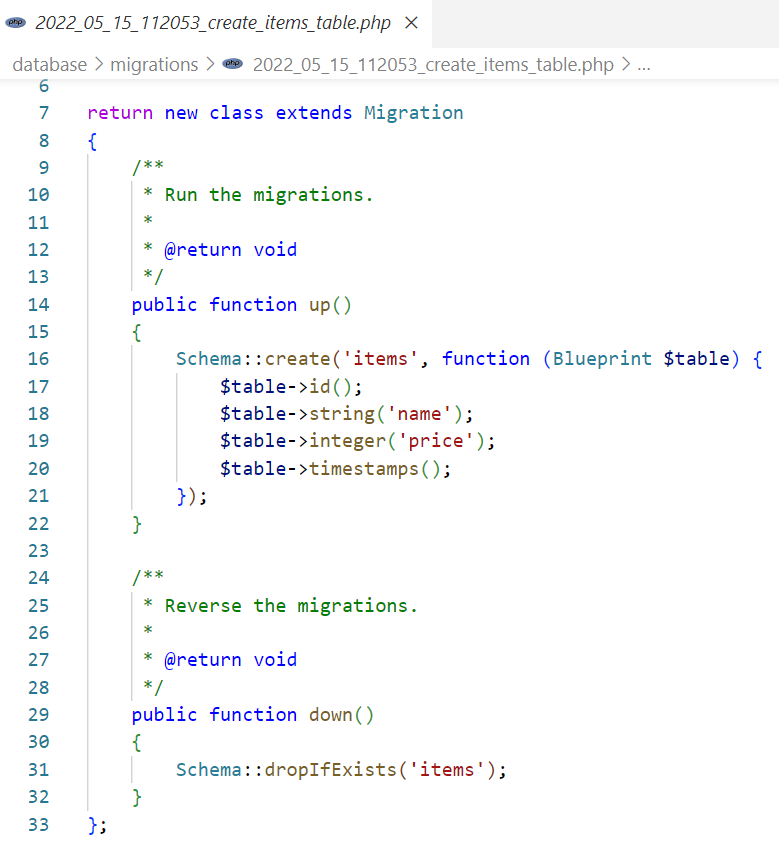 php 2022_05_15_112053_create_items_table.php ×
database > migrations > php 2022_05_15_112053_create_items_table.php > ...
6
7 return new class extends Migration
8 {
9     /**
10      * Run the migrations.
11      *
12      * @return void
13      */
14     public function up()
15     {
16         Schema::create('items', function (Blueprint $table) {
17             $table->id();
18             $table->string('name');
19             $table->integer('price');
20             $table->timestamps();
21         });
22     }
23
24     /**
25      * Reverse the migrations.
26      *
27      * @return void
28      */
29     public function down()
30     {
31         Schema::dropIfExists('items');
32     }
33 };